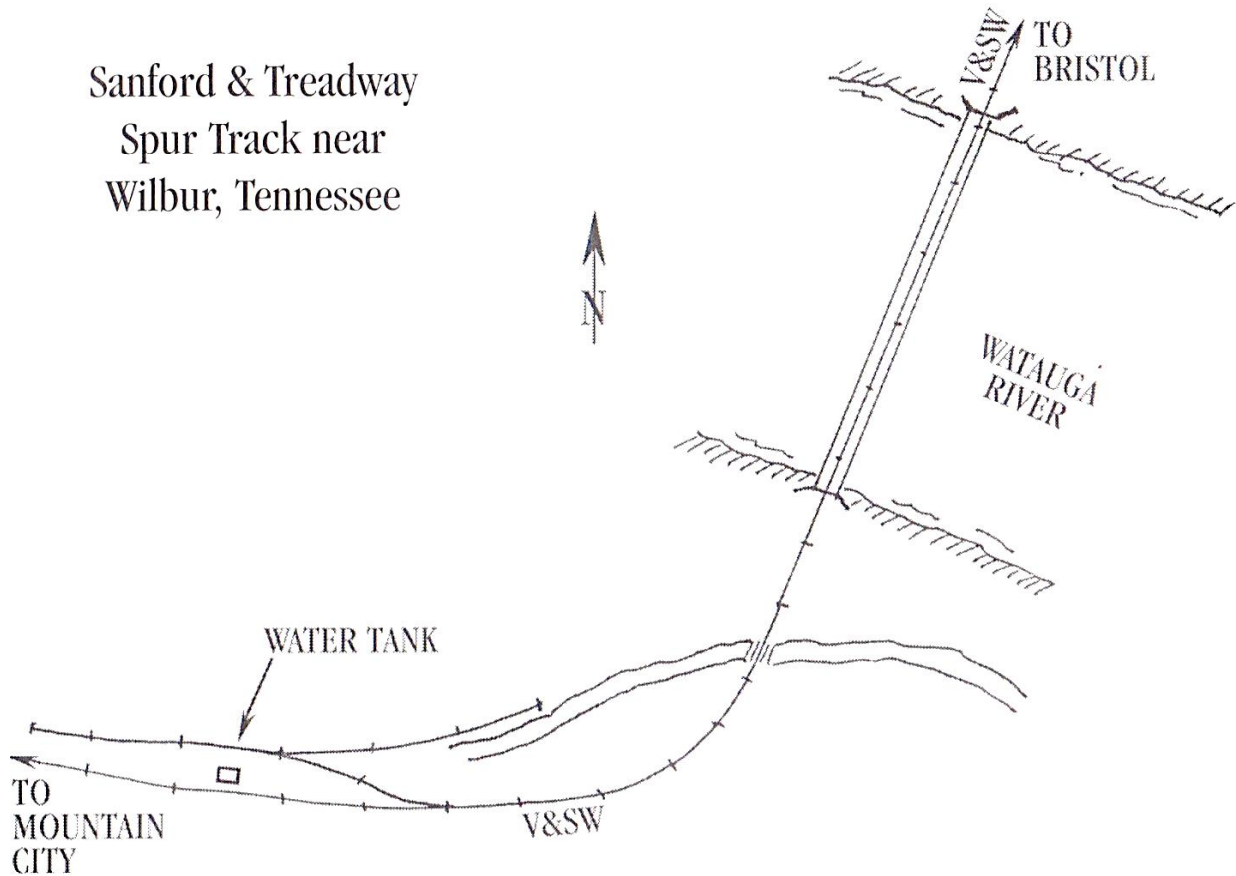 Sanford & Treadway
Spur Track near
Wilbur, Tennessee
V&SW
TO
BRISTOL
N
WATAUGA
RIVER
WATER TANK
TO
MOUNTAIN
CITY
V&SW